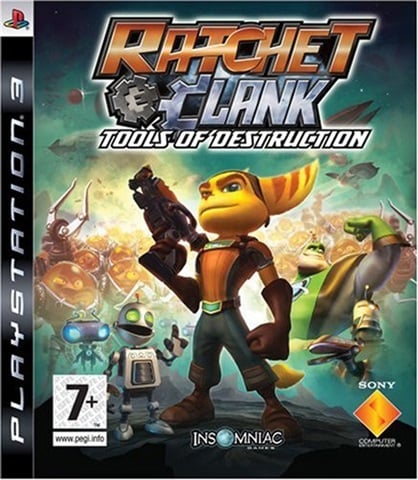 PLAYSTATION 3
RATCHET
& CLANK
TOOLS OF DESTRUCTION
7+
www.pegi.info
INSOMNIAC
GAMES
SONY
COMPUTER
ENTERTAINMENT